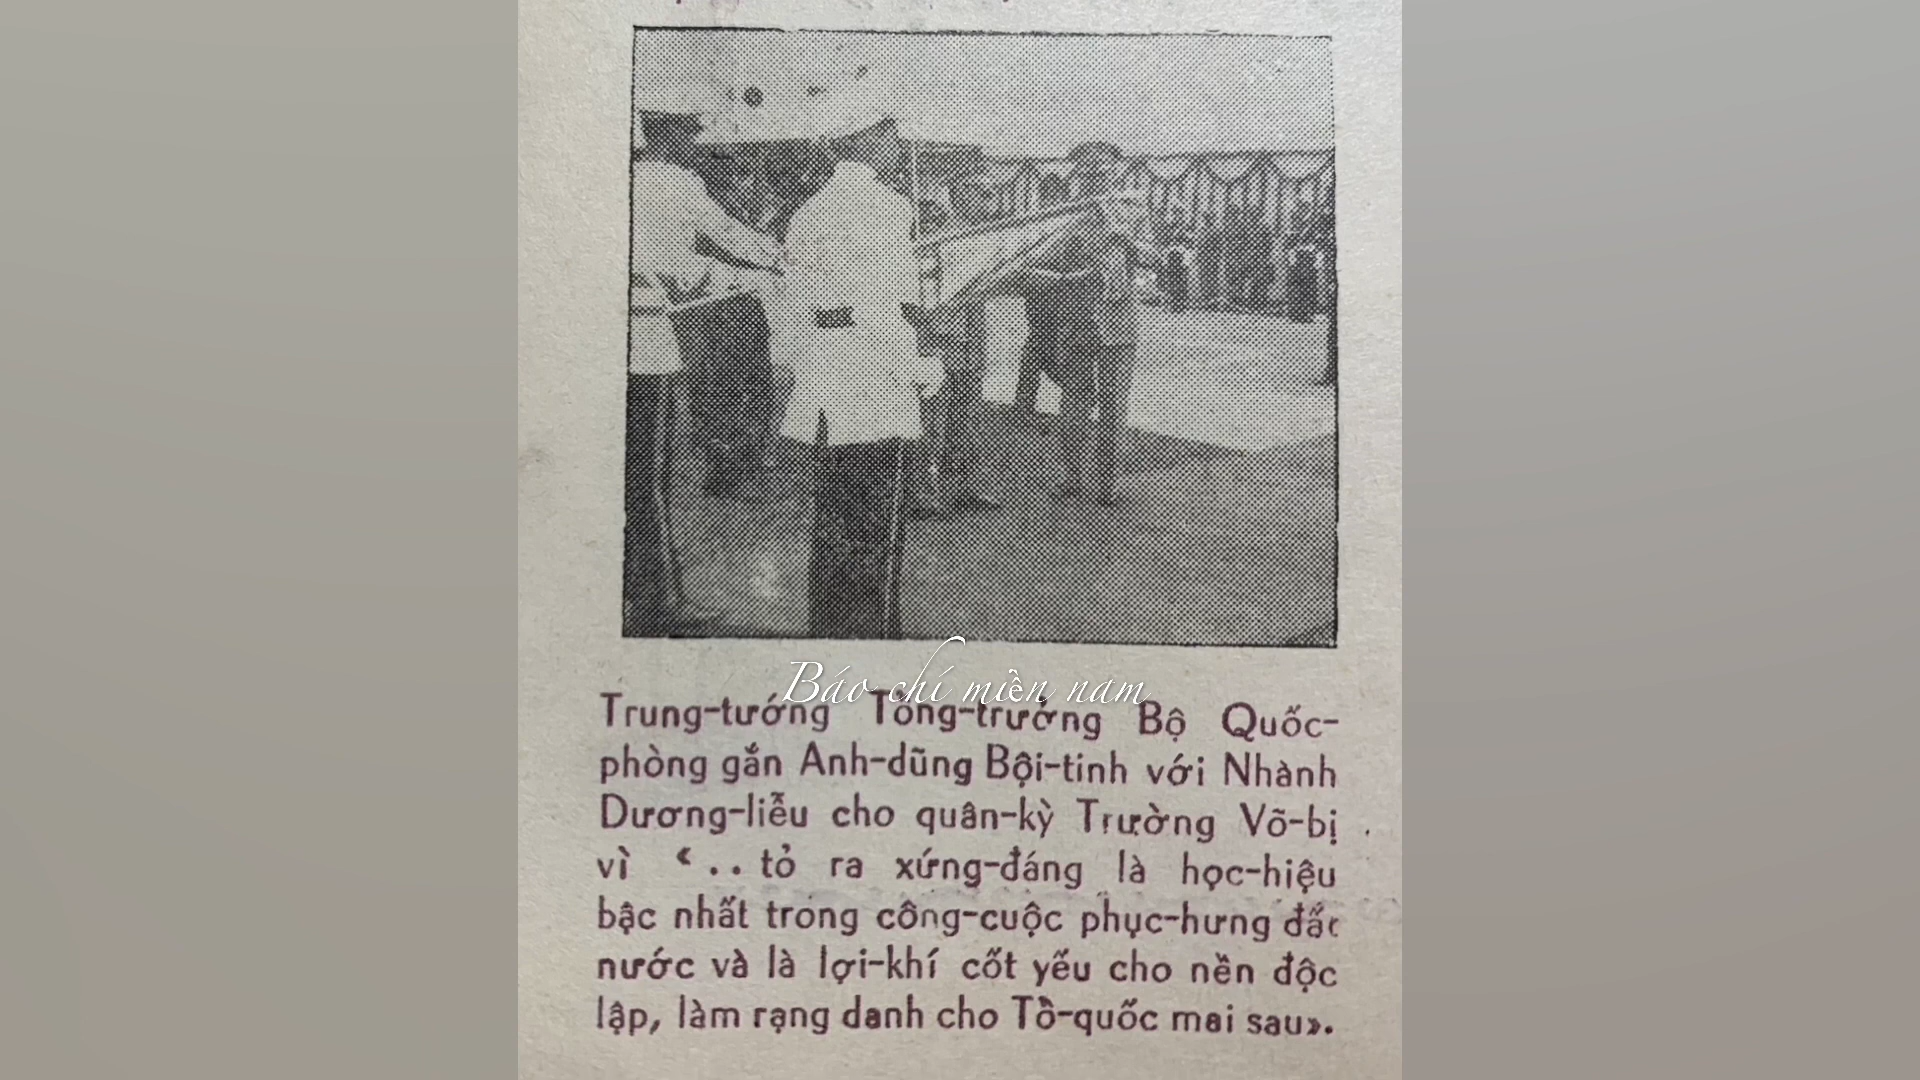 Báo chí miền nam
Trung-tướng Tổng-trưởng Bộ Quốc-
phòng gắn Anh-dũng Bội-tinh với Nhành
Dương-liễu cho quân-kỳ Trường Võ-bị
vì «..tỏ ra xứng-đáng là học-hiệu
bậc nhất trong công-cuộc phục-hưng đất
nước và là lợi-khí cốt yếu cho nền độc
lập, làm rạng danh cho Tổ-quốc mai sau».